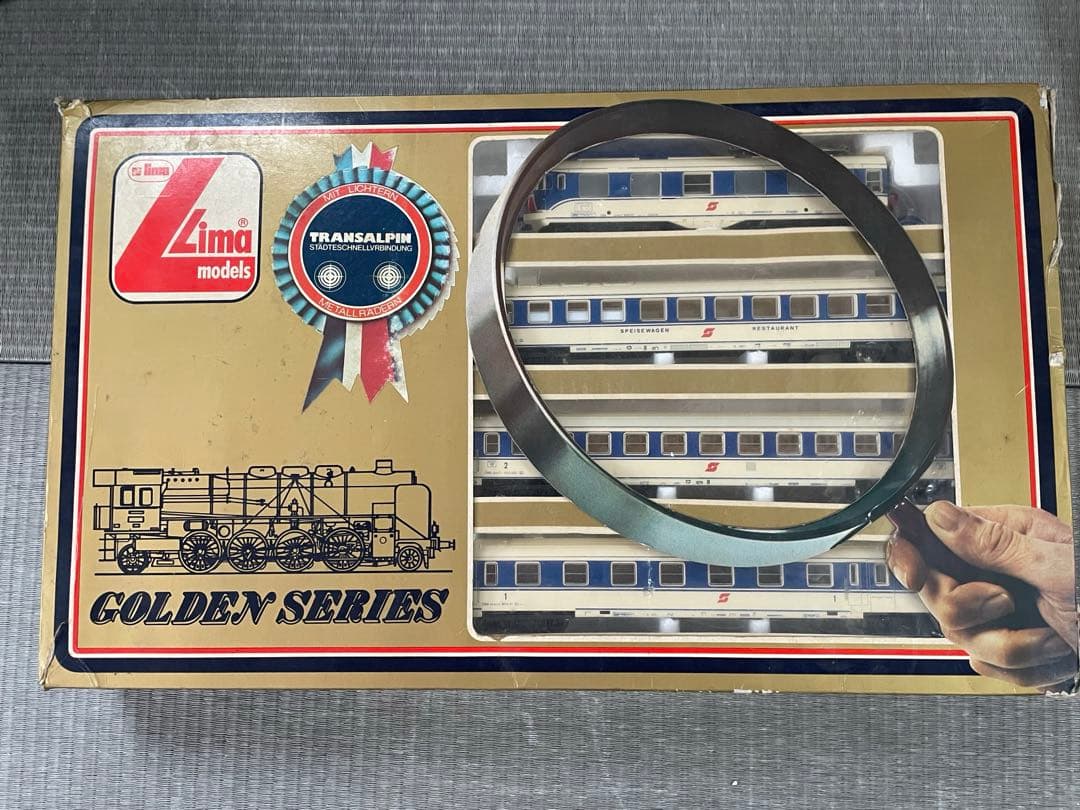 lima
Lima®
models
MIT LICHTERN
TRANSALPIN
STÄDTESCHNELLVRBINDUNG
METALLRÄDERN
GOLDEN SERIES
SPEISEWAGEN RESTAURANT
2
1 1